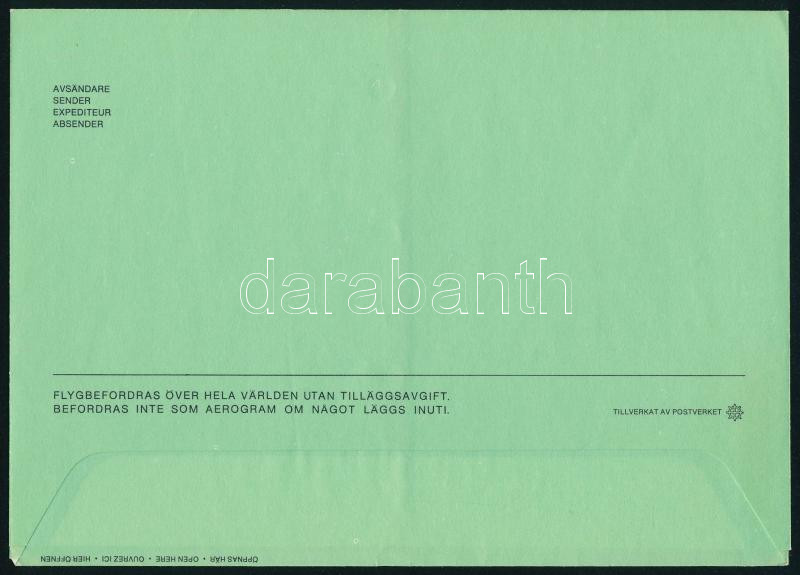 AVSÄNDARE
SENDER
EXPEDITEUR
ABSENDER
darabanth
FLYGBEFORDRAS ÖVER HELA VÄRLDEN UTAN TILLÄGGSAVGIFT.
BEFORDRAS INTE SOM AEROGRAM OM NÅGOT LÄGGS INUTI.
TILLVERKAT AV POSTVERKET
ÖPPNAS HÄR • OPEN HERE • OUVREZ ICI • HIER ÖFFNEN